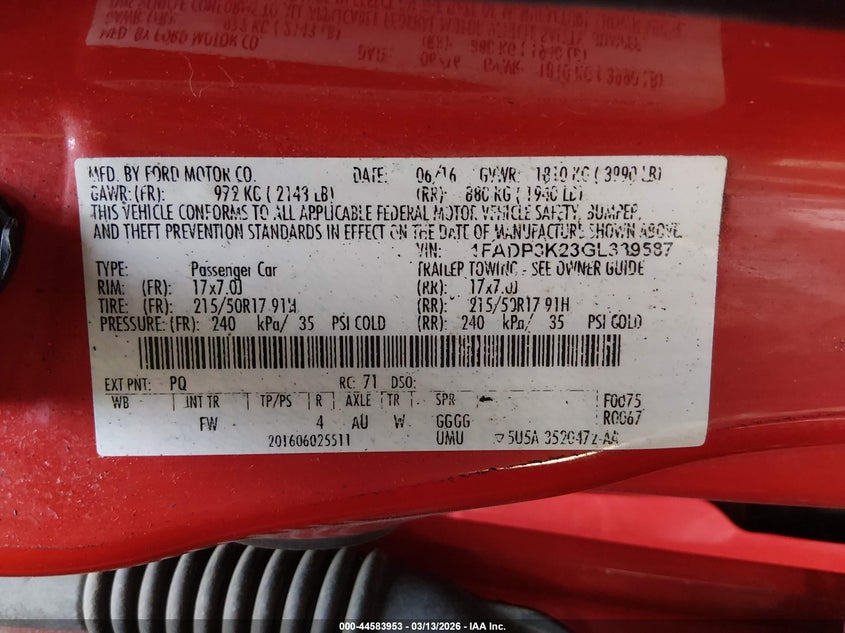 MFD. BY FORD MOTOR CO. DATE: 06/16 GVWR: 1810 KG ( 3990 LB)
GAWR: (FR): 972 KG ( 2143 LB) (RR): 880 KG ( 1940 LB)
THIS VEHICLE CONFORMS TO ALL APPLICABLE FEDERAL MOTOR VEHICLE SAFETY, BUMPER,
AND THEFT PREVENTION STANDARDS IN EFFECT ON THE DATE OF MANUFACTURE SHOWN ABOVE.
VIN: 1FADP3K23GL339587
TYPE: Passenger Car TRAILER TOWING - SEE OWNER GUIDE
RIM: (FR): 17x7.0J (RR): 17x7.0J
TIRE: (FR): 215/50R17 91H (RR): 215/50R17 91H
PRESSURE: (FR): 240 kPa/ 35 PSI COLD (RR): 240 kPa/ 35 PSI COLD
EXT PNT: PQ RC: 71 DSO:
WB INT TR TP/PS R AXLE TR SPR F0075
FW 4 AU W GGGG R0067
201606025511 UMU 5U5A 3520472-AA
000-44583953 / 03/13/2026 - IAA Inc.